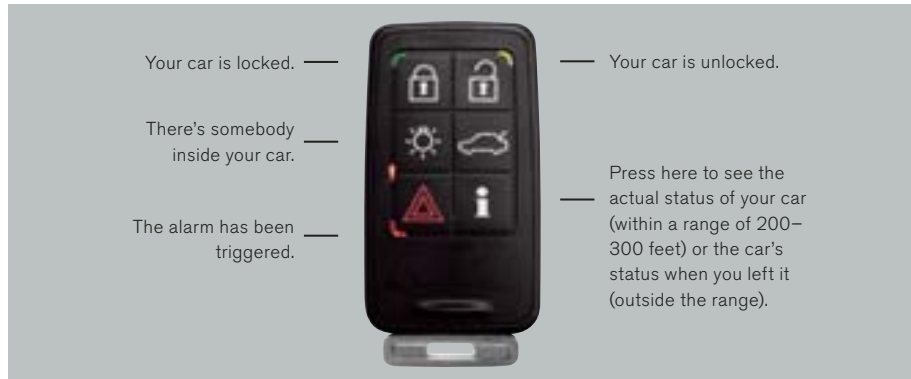 Your car is locked.
There's somebody
inside your car.
The alarm has been
triggered.
Your car is unlocked.
Press here to see the
actual status of your car
(within a range of 200–
300 feet) or the car's
status when you left it
(outside the range).